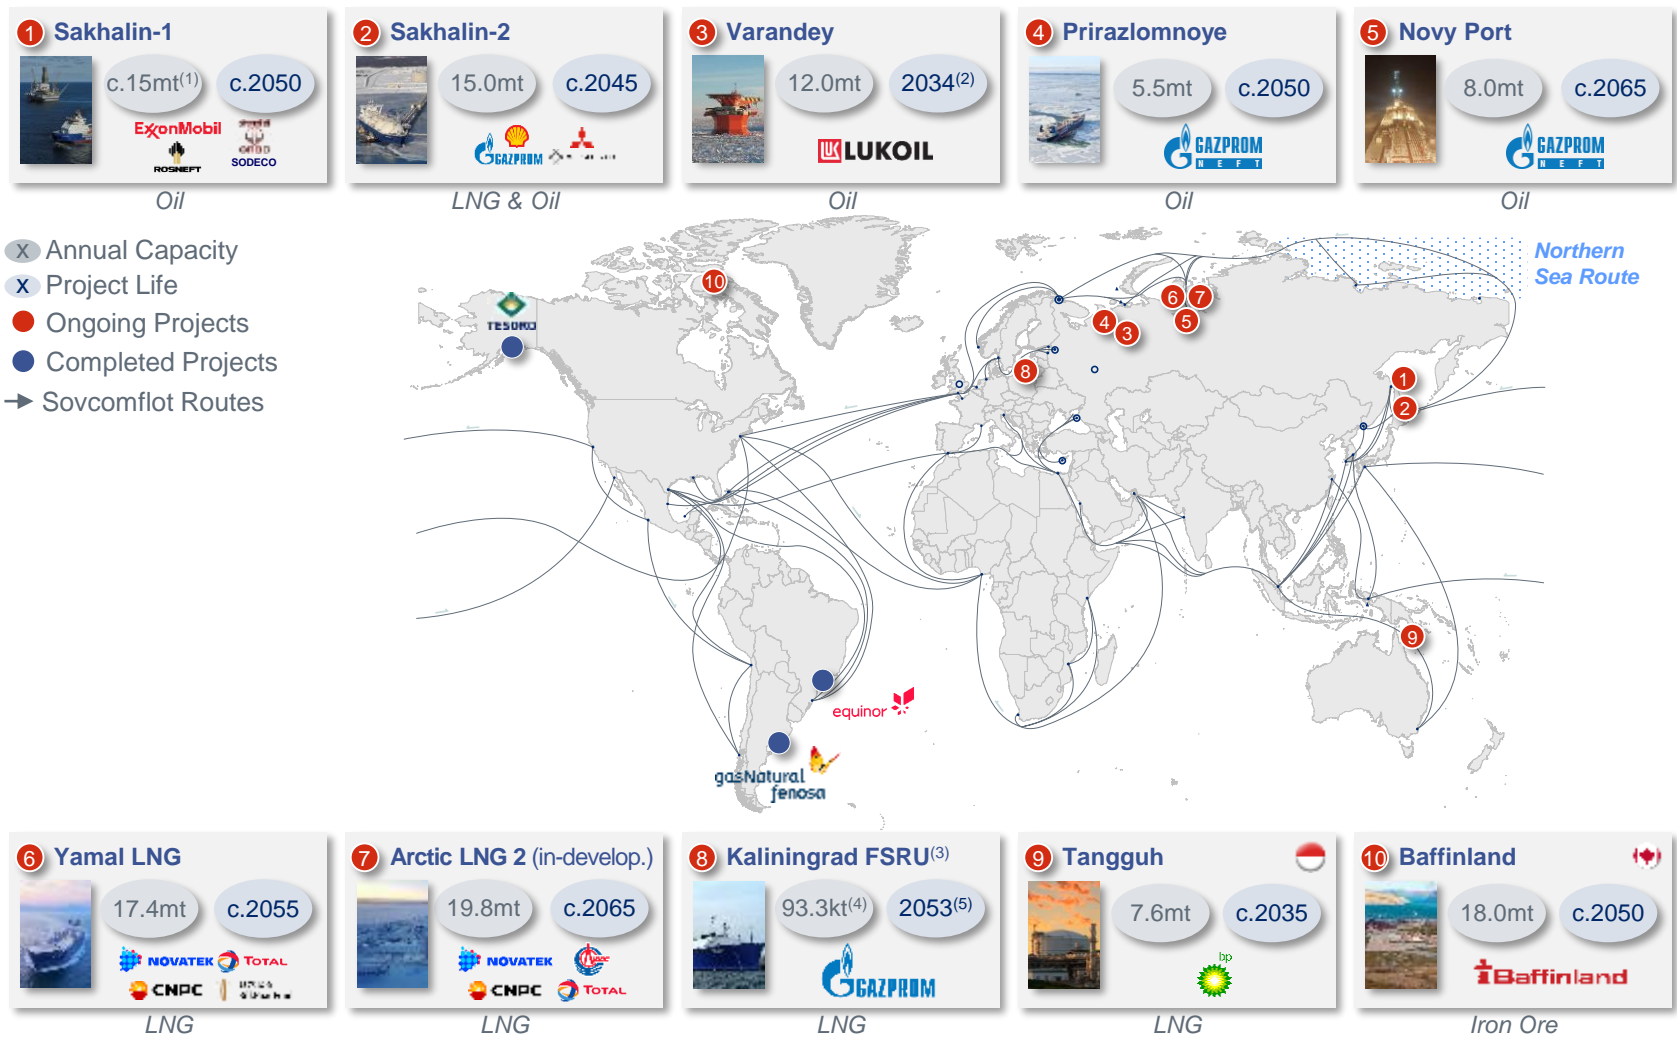 1 Sakhalin-1
c.15mt(1) c.2050
ExxonMobil
ROSNEFT
SODECO
Oil
2 Sakhalin-2
15.0mt c.2045
GAZPROM
LNG & Oil
3 Varandey
12.0mt 2034(2)
LUKOIL
Oil
4 Prirazlomnoye
5.5mt c.2050
GAZPROM
NEFT
Oil
5 Novy Port
8.0mt c.2065
GAZPROM
NEFT
Oil
X Annual Capacity
X Project Life
Ongoing Projects
Completed Projects
Sovcomflot Routes
Northern
Sea Route
10
TESORO
6 7
5
4
3
8
1
2
9
equinor
gasNatural
fenosa
6 Yamal LNG
17.4mt c.2055
NOVATEK TOTAL
CNPC
LNG
7 Arctic LNG 2 (in-develop.)
19.8mt c.2065
NOVATEK
CNPC TOTAL
LNG
8 Kaliningrad FSRU(3)
93.3kt(4) 2053(5)
GAZPROM
LNG
9 Tangguh
7.6mt c.2035
bp
LNG
10 Baffinland
18.0mt c.2050
Baffinland
Iron Ore